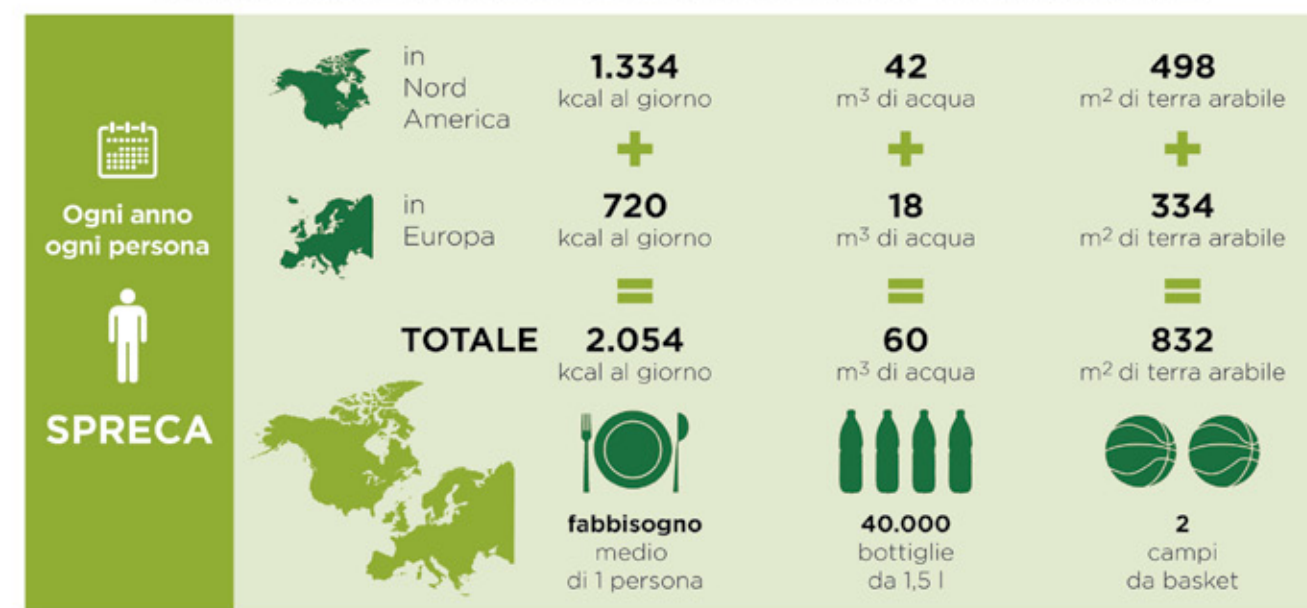 Ogni anno
ogni persona
SPRECA
in
Nord
America
1.334
kcal al giorno
42
m³ di acqua
498
m² di terra arabile
+
+
+
in
Europa
720
kcal al giorno
18
m³ di acqua
334
m² di terra arabile
=
=
=
TOTALE
2.054
kcal al giorno
60
m³ di acqua
832
m² di terra arabile
fabbisogno
medio
di 1 persona
40.000
bottiglie
da 1,5 l
2
campi
da basket